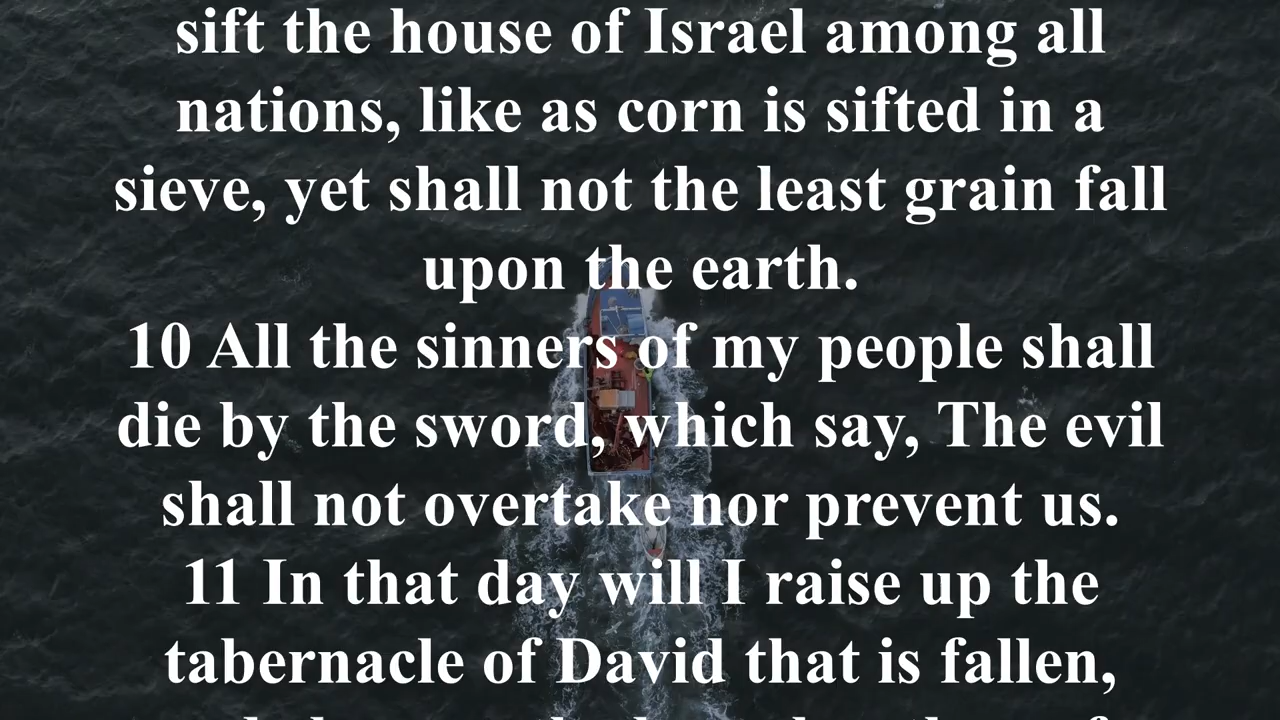 sift the house of Israel among all
nations, like as corn is sifted in a
sieve, yet shall not the least grain fall
upon the earth.
10 All the sinners of my people shall
die by the sword, which say, The evil
shall not overtake nor prevent us.
11 In that day will I raise up the
tabernacle of David that is fallen,